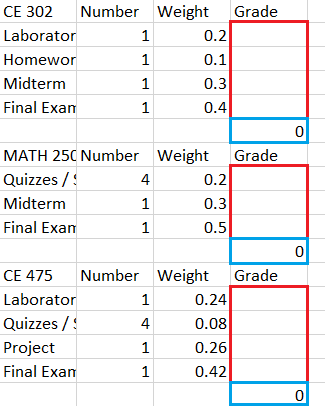 CE 302 Number Weight Grade
Laborator 1 0.2
Homewor 1 0.1
Midterm 1 0.3
Final Exam 1 0.4
0
MATH 250 Number Weight Grade
Quizzes / S 4 0.2
Midterm 1 0.3
Final Exam 1 0.5
0
CE 475 Number Weight Grade
Laborator 1 0.24
Quizzes / S 4 0.08
Project 1 0.26
Final Exam 1 0.42
0